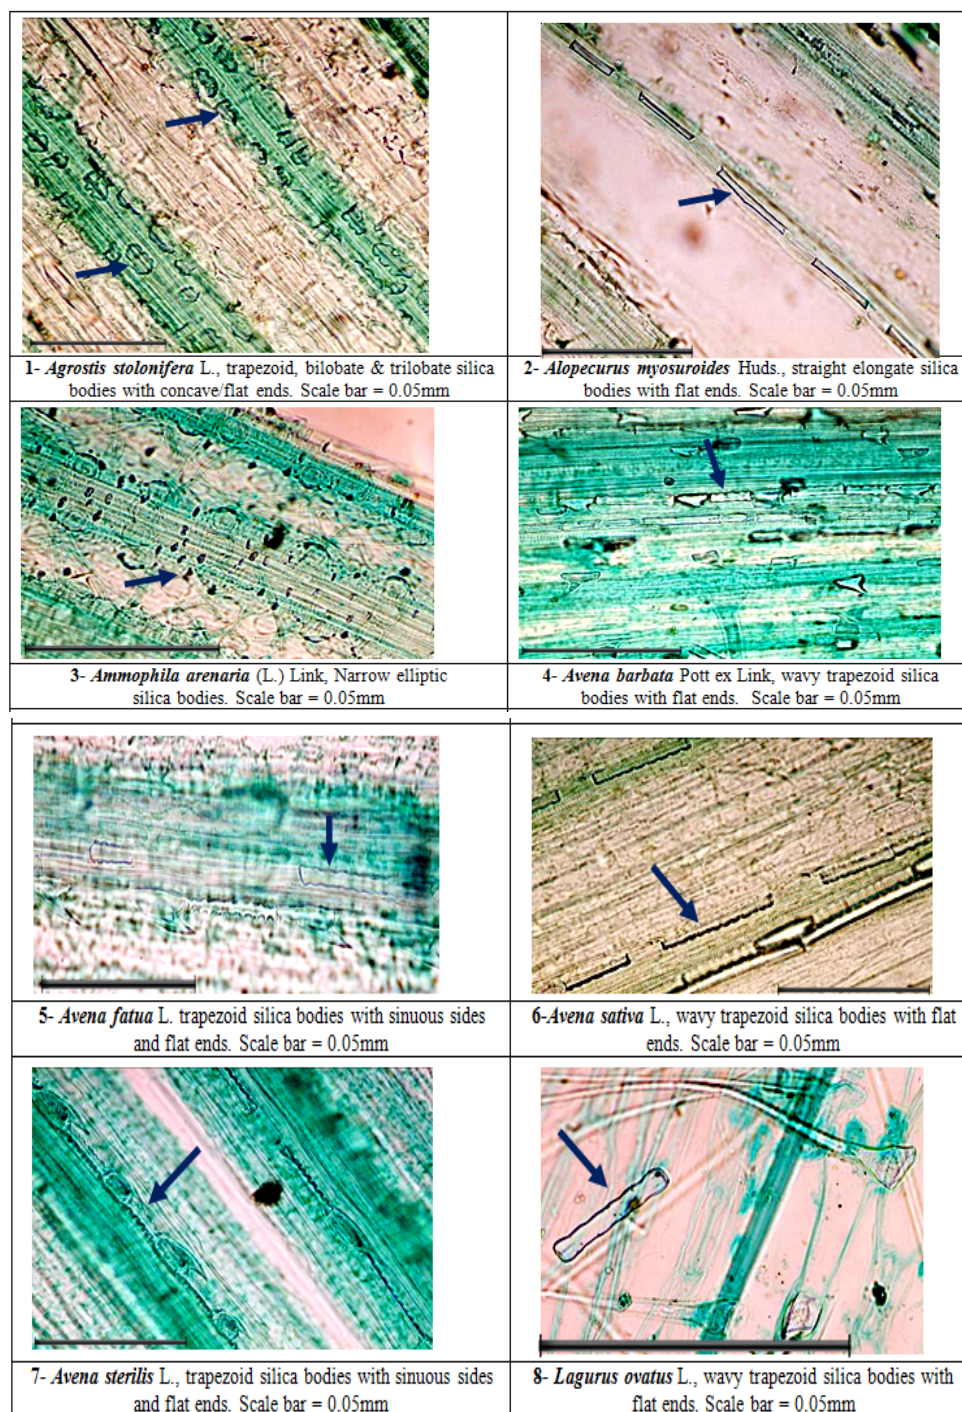 1- Agrostis stolonifera L., trapezoid, bilobate & trilobate silica
bodies with concave/flat ends. Scale bar = 0.05mm
2- Alopecurus myosuroides Huds., straight elongate silica
bodies with flat ends. Scale bar = 0.05mm
3- Ammophila arenaria (L.) Link, Narrow elliptic
silica bodies. Scale bar = 0.05mm
4- Avena barbata Pott ex Link, wavy trapezoid silica
bodies with flat ends. Scale bar = 0.05mm
5- Avena fatua L. trapezoid silica bodies with sinuous sides
and flat ends. Scale bar = 0.05mm
6-Avena sativa L., wavy trapezoid silica bodies with flat
ends. Scale bar = 0.05mm
7- Avena sterilis L., trapezoid silica bodies with sinuous sides
and flat ends. Scale bar = 0.05mm
8- Lagurus ovatus L., wavy trapezoid silica bodies with
flat ends. Scale bar = 0.05mm